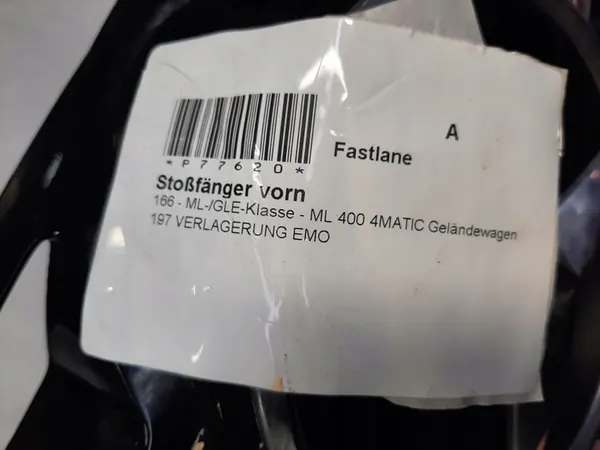 A
*P77620*
Fastlane
Stoßfänger vorn
166 - ML-/GLE-Klasse - ML 400 4MATIC Geländewagen
197 VERLAGERUNG EMO